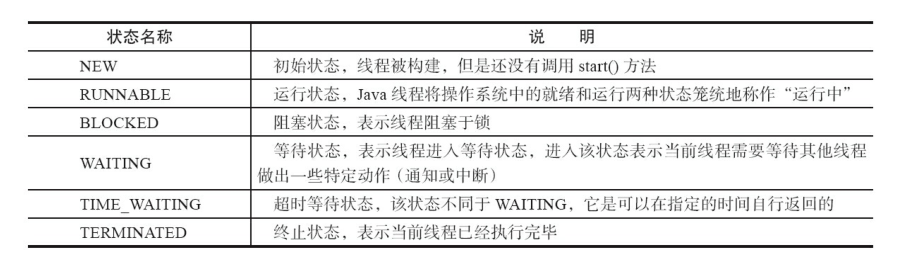 状态名称 说 明
NEW 初始状态，线程被构建，但是还没有调用 start() 方法
RUNNABLE 运行状态，Java 线程将操作系统中的就绪和运行两种状态笼统地称作“运行中”
BLOCKED 阻塞状态，表示线程阻塞于锁
WAITING 等待状态，表示线程进入等待状态，进入该状态表示当前线程需要等待其他线程
做出一些特定动作（通知或中断）
TIME_WAITING 超时等待状态，该状态不同于 WAITING，它是可以在指定的时间自行返回的
TERMINATED 终止状态，表示当前线程已经执行完毕